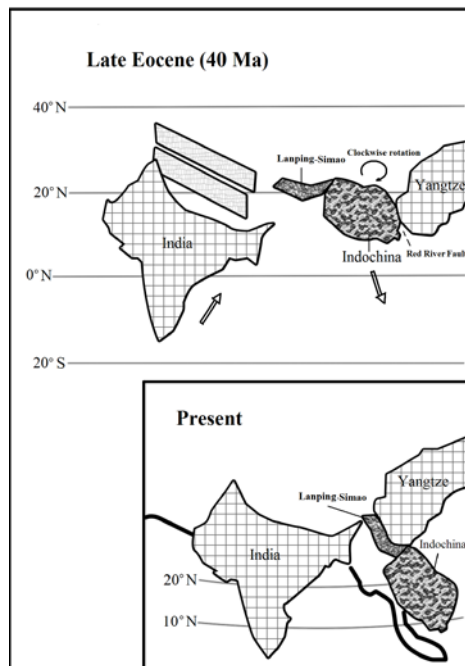 Late Eocene (40 Ma)
40°N
Clockwise rotation
Lanping-Simao
Yangtze
20°N
India
Indochina
Red River Fault
0°N
20°S
Present
Yangtze
Lanping-Simao
India
Indochina
20°N
10°N